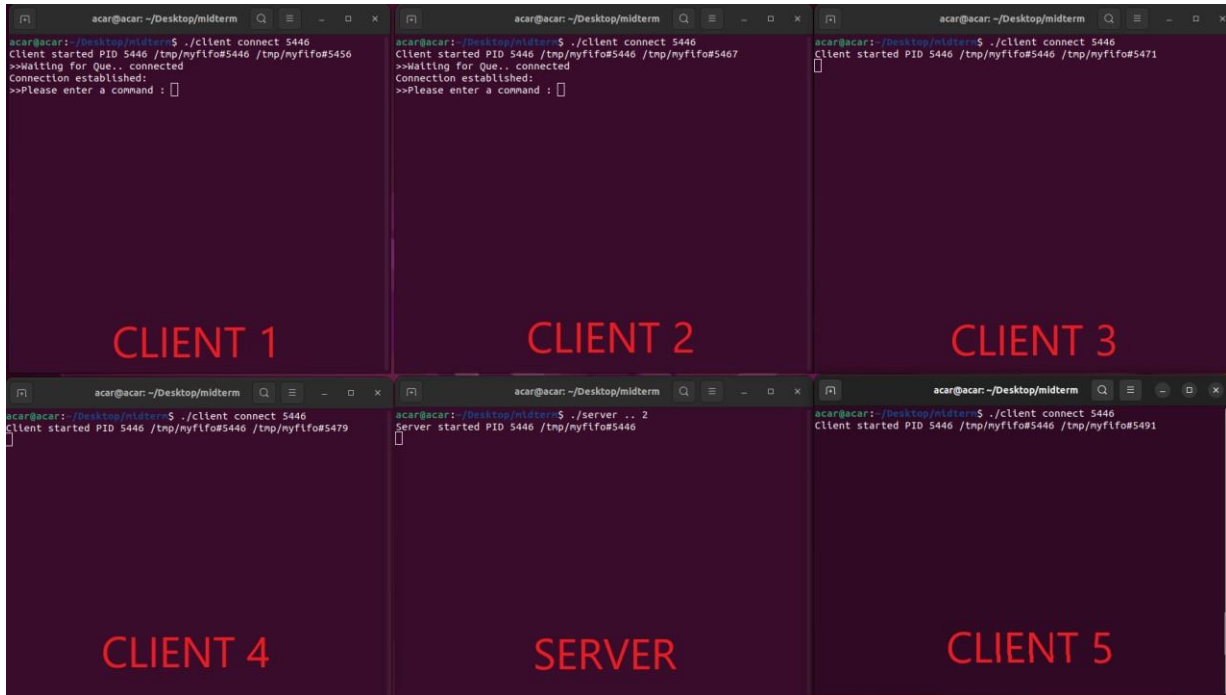 acar@acar: ~/Desktop/midterm
acar@acar:~/Desktop/midterm$ ./client connect 5446
Client started PID 5446 /tmp/myfifo#5446 /tmp/myfifo#5456
>>Waiting for Que.. connected
Connection established:
>>Please enter a command :
CLIENT 1
acar@acar: ~/Desktop/midterm
acar@acar:~/Desktop/midterm$ ./client connect 5446
Client started PID 5446 /tmp/myfifo#5446 /tmp/myfifo#5467
>>Waiting for Que.. connected
Connection established:
>>Please enter a command :
CLIENT 2
acar@acar: ~/Desktop/midterm
acar@acar:~/Desktop/midterm$ ./client connect 5446
Client started PID 5446 /tmp/myfifo#5446 /tmp/myfifo#5471
CLIENT 3
acar@acar: ~/Desktop/midterm
acar@acar:~/Desktop/midterm$ ./client connect 5446
Client started PID 5446 /tmp/myfifo#5446 /tmp/myfifo#5479
CLIENT 4
acar@acar: ~/Desktop/midterm
acar@acar:~/Desktop/midterm$ ./server .. 2
Server started PID 5446 /tmp/myfifo#5446
SERVER
acar@acar: ~/Desktop/midterm
acar@acar:~/Desktop/midterm$ ./client connect 5446
Client started PID 5446 /tmp/myfifo#5446 /tmp/myfifo#5491
CLIENT 5